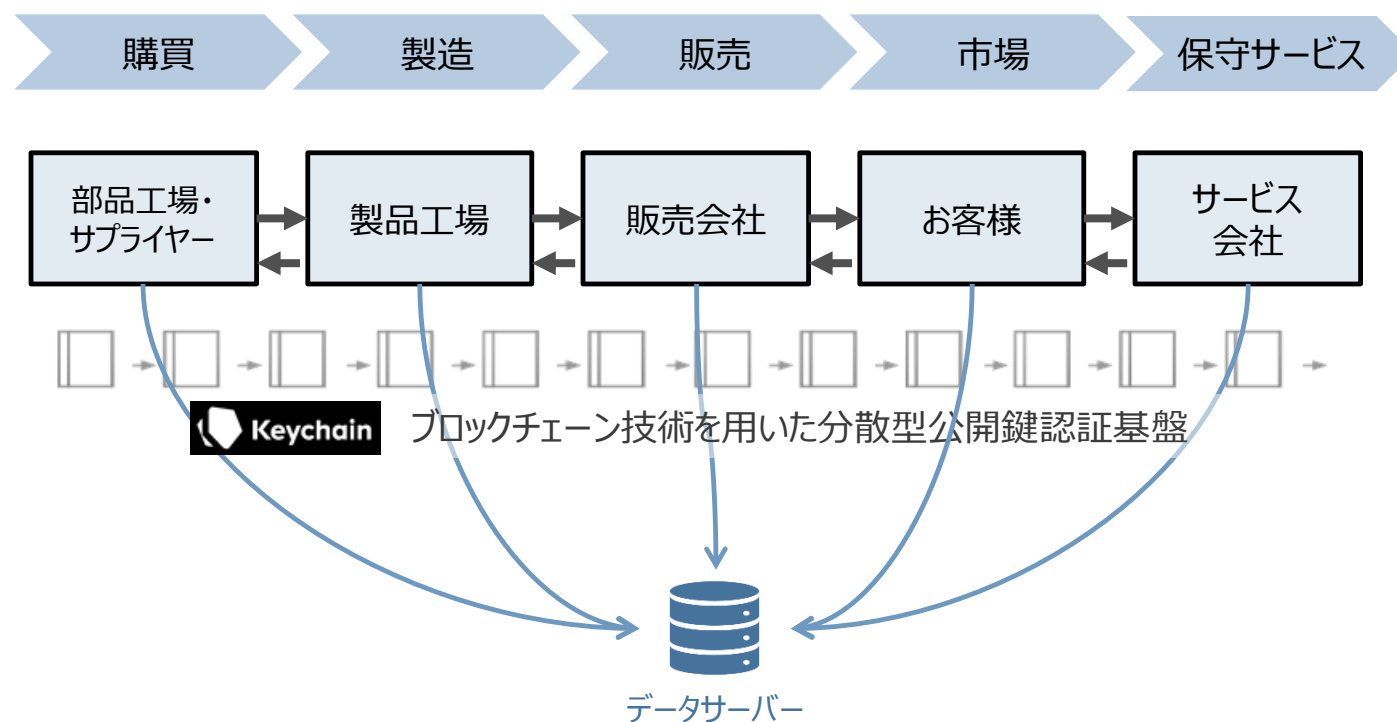 購買
製造
販売
市場
保守サービス
部品工場・
サプライヤー
製品工場
販売会社
お客様
サービス
会社
Keychain
ブロックチェーン技術を用いた分散型公開鍵認証基盤
データサーバー